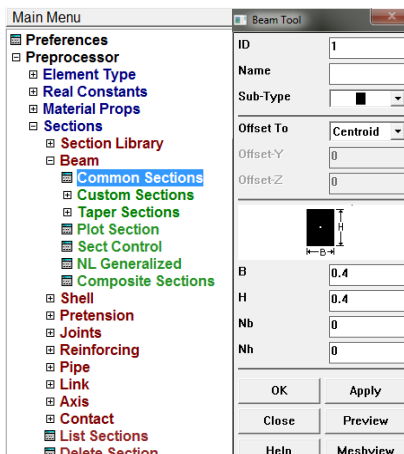 Main Menu
Preferences
Preprocessor
Element Type
Real Constants
Material Props
Sections
Section Library
Beam
Common Sections
Custom Sections
Taper Sections
Plot Section
Sect Control
NL Generalized
Composite Sections
Shell
Pretension
Joints
Reinforcing
Pipe
Link
Axis
Contact
List Sections
Delete Section
Beam Tool
ID 1
Name
Sub-Type
Offset To Centroid
Offset-Y 0
Offset-Z 0
H
B
B 0.4
H 0.4
Nb 0
Nh 0
OK Apply
Close Preview
Help Meshview